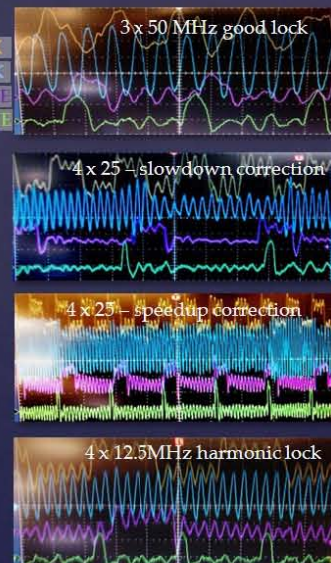 3 x 50 MHz good lock
4 x 25 – slowdown correction
4 x 25 – speedup correction
4 x 12.5MHz harmonic lock